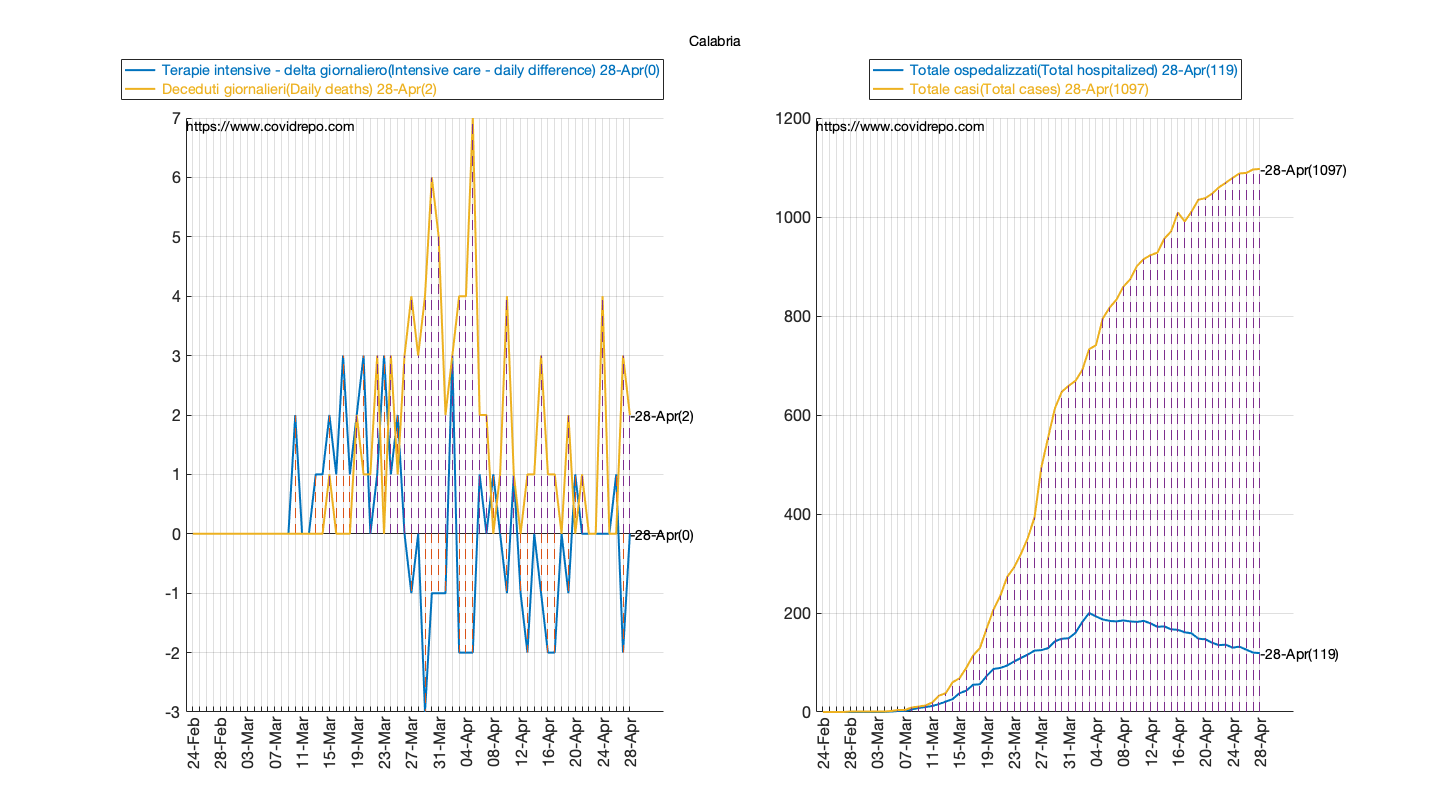 Calabria
Terapie intensive - delta giornaliero(Intensive care - daily difference) 28-Apr(0)
Deceduti giornalieri(Daily deaths) 28-Apr(2)
https://www.covidrepo.com
7
6
5
4
3
2
1
0
-1
-2
-3
-28-Apr(2)
-28-Apr(0)
24-Feb
28-Feb
03-Mar
07-Mar
11-Mar
15-Mar
19-Mar
23-Mar
27-Mar
31-Mar
04-Apr
08-Apr
12-Apr
16-Apr
20-Apr
24-Apr
28-Apr
Totale ospedalizzati(Total hospitalized) 28-Apr(119)
Totale casi(Total cases) 28-Apr(1097)
https://www.covidrepo.com
1200
1000
800
600
400
200
0
-28-Apr(1097)
-28-Apr(119)
24-Feb
28-Feb
03-Mar
07-Mar
11-Mar
15-Mar
19-Mar
23-Mar
27-Mar
31-Mar
04-Apr
08-Apr
12-Apr
16-Apr
20-Apr
24-Apr
28-Apr